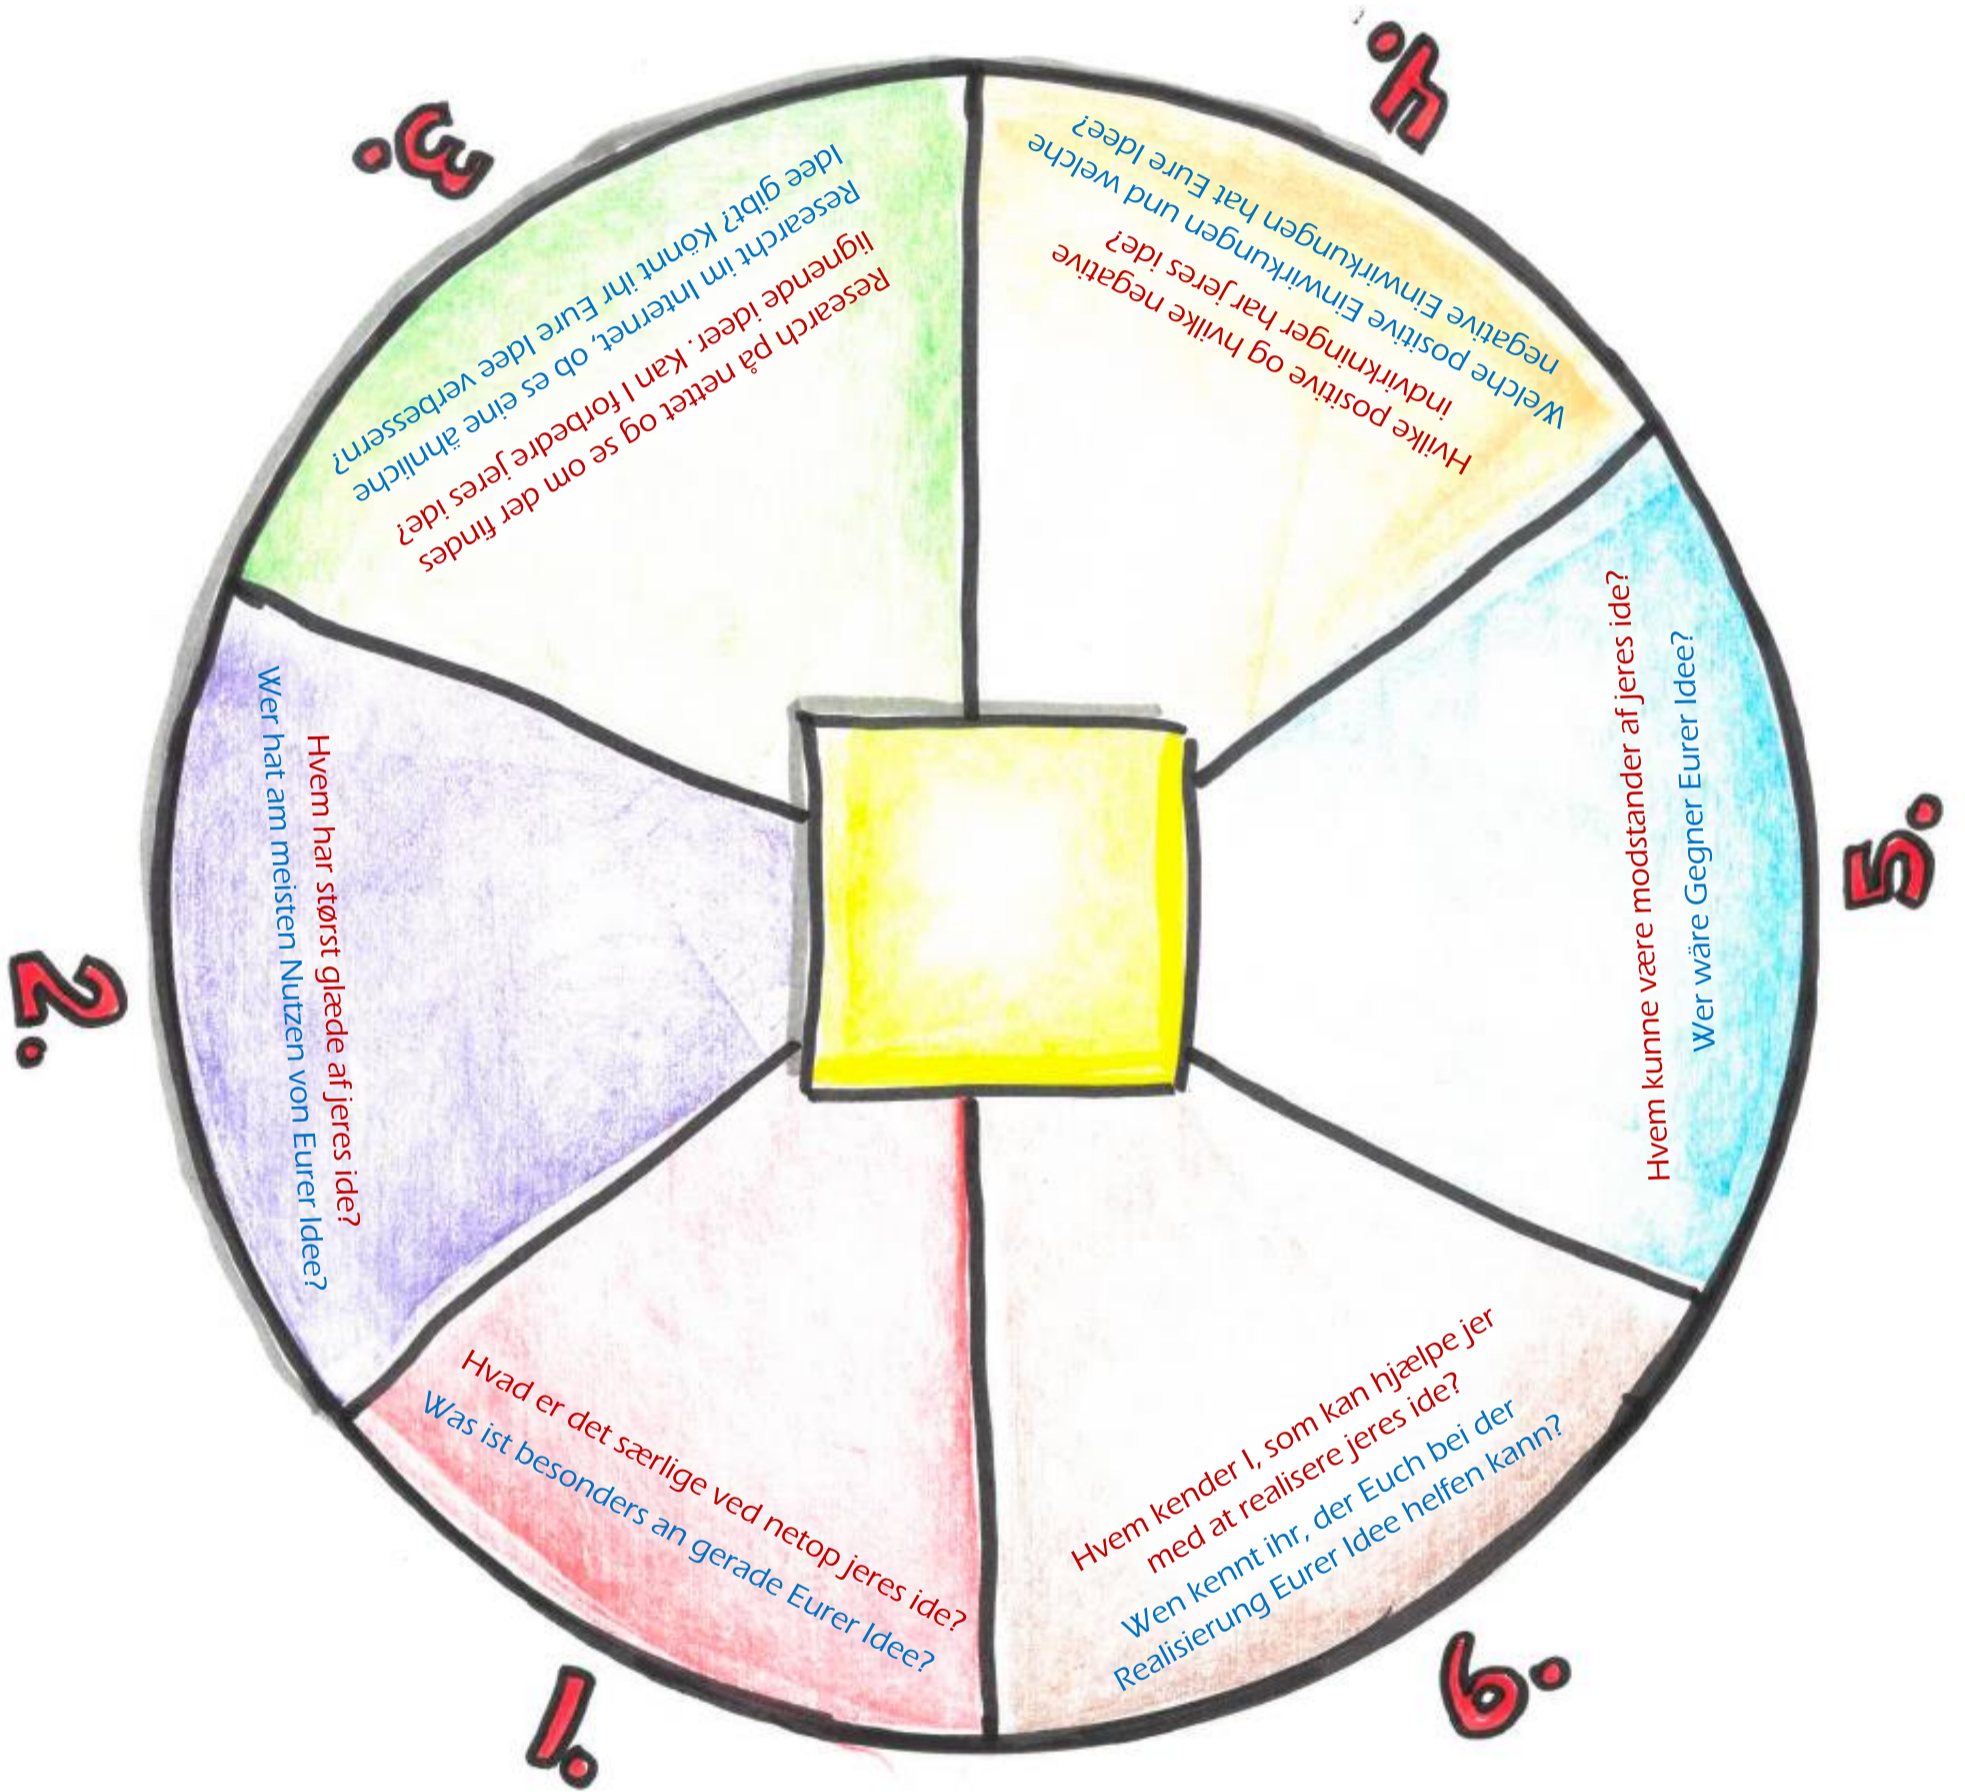 1.
Hvad er det særlige ved netop jeres ide?
Was ist besonders an gerade Eurer Idee?
2.
Hvem har størst glæde af jeres ide?
Wer hat am meisten Nutzen von Eurer Idee?
3.
Research på nettet og se om der findes
lignende ideer. Kan I forbedre jeres ide?
Researcht im Internet, ob es eine ähnliche
Idee gibt? Könnt ihr Eure Idee verbessern?
4.
Hvilke positive og hvilke negative
indvirkninger har jeres ide?
Welche positive Einwirkungen und welche
negative Einwirkungen hat Eure Idee?
5.
Hvem kunne være modstander af jeres ide?
Wer wäre Gegner Eurer Idee?
6.
Hvem kender I, som kan hjælpe jer
med at realisere jeres ide?
Wen kennt ihr, der Euch bei der
Realisierung Eurer Idee helfen kann?